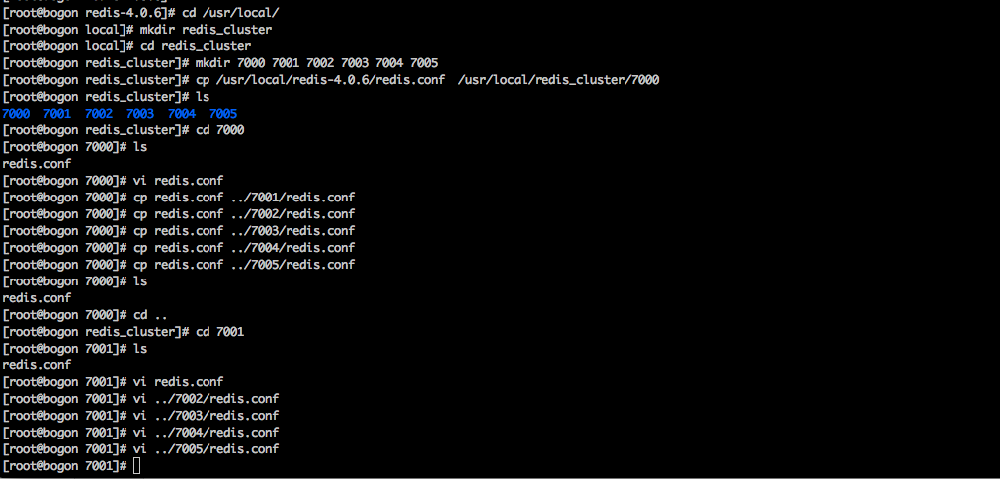 [root@bogon redis-4.0.6]# cd /usr/local/
[root@bogon local]# mkdir redis_cluster
[root@bogon local]# cd redis_cluster
[root@bogon redis_cluster]# mkdir 7000 7001 7002 7003 7004 7005
[root@bogon redis_cluster]# cp /usr/local/redis-4.0.6/redis.conf  /usr/local/redis_cluster/7000
[root@bogon redis_cluster]# ls
7000  7001  7002  7003  7004  7005
[root@bogon redis_cluster]# cd 7000
[root@bogon 7000]# ls
redis.conf
[root@bogon 7000]# vi redis.conf
[root@bogon 7000]# cp redis.conf ../7001/redis.conf
[root@bogon 7000]# cp redis.conf ../7002/redis.conf
[root@bogon 7000]# cp redis.conf ../7003/redis.conf
[root@bogon 7000]# cp redis.conf ../7004/redis.conf
[root@bogon 7000]# cp redis.conf ../7005/redis.conf
[root@bogon 7000]# ls
redis.conf
[root@bogon 7000]# cd ..
[root@bogon redis_cluster]# cd 7001
[root@bogon 7001]# ls
redis.conf
[root@bogon 7001]# vi redis.conf
[root@bogon 7001]# vi ../7002/redis.conf
[root@bogon 7001]# vi ../7003/redis.conf
[root@bogon 7001]# vi ../7004/redis.conf
[root@bogon 7001]# vi ../7005/redis.conf
[root@bogon 7001]#